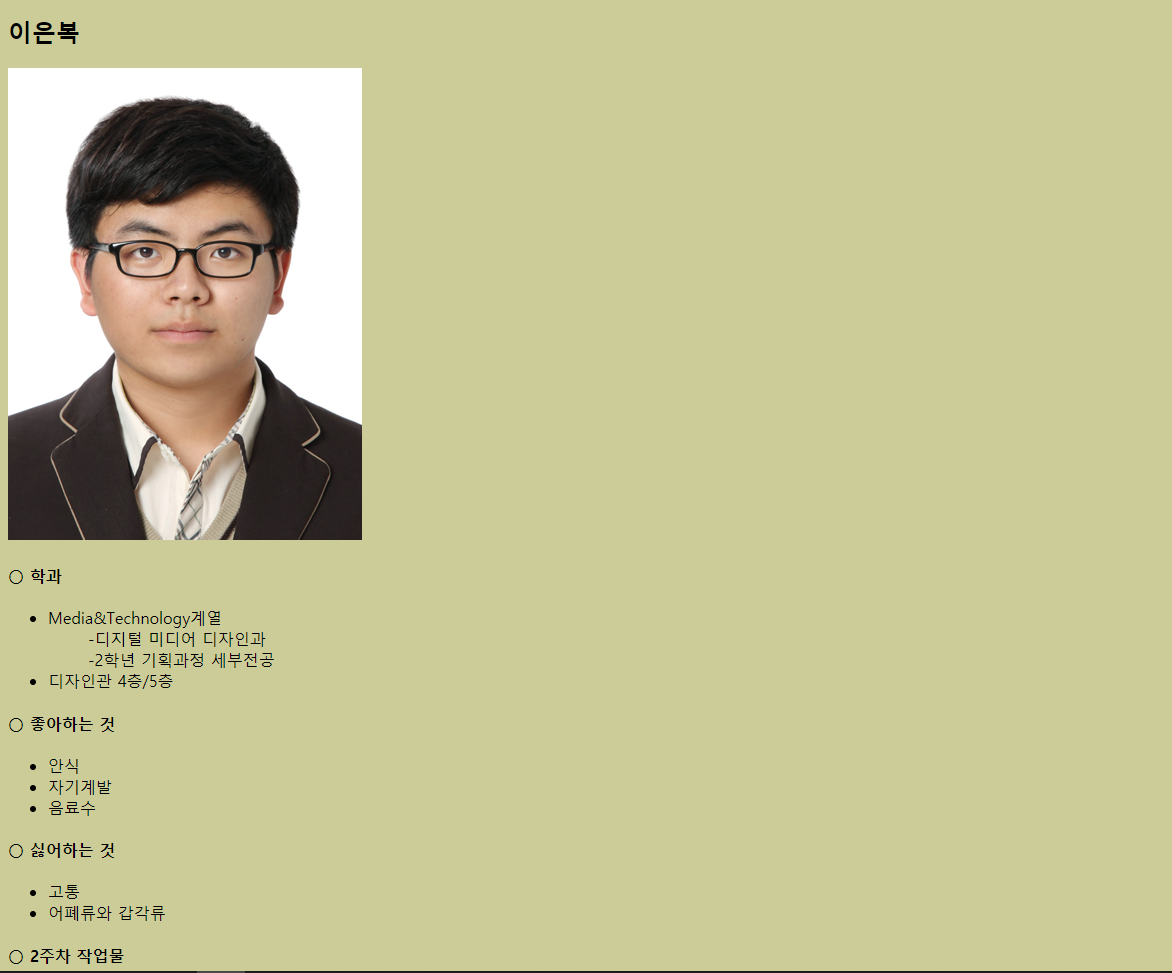 이은복
○ 학과
Media&Technology계열
-디지털 미디어 디자인과
-2학년 기획과정 세부전공
디자인관 4층/5층
○ 좋아하는 것
안식
자기계발
음료수
○ 싫어하는 것
고통
어폐류와 갑각류
○ 2주차 작업물